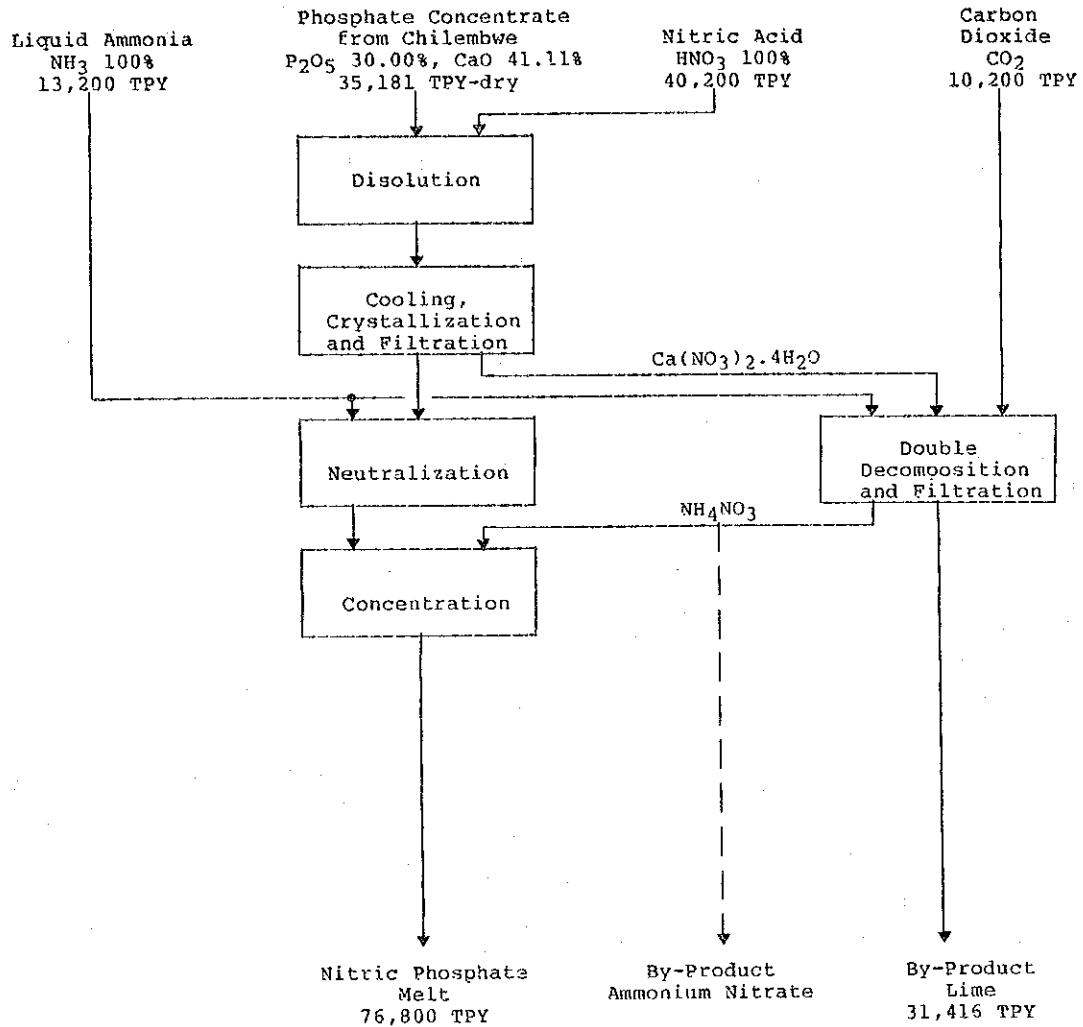 Liquid Ammonia
NH3 100%
13,200 TPY
Phosphate Concentrate
from Chilembwe
P2O5 30.00%, CaO 41.11%
35,181 TPY-dry
Nitric Acid
HNO3 100%
40,200 TPY
Carbon
Dioxide
CO2
10,200 TPY
Disolution
Cooling,
Crystallization
and Filtration
Ca(NO3)2.4H2O
Neutralization
Double
Decomoosition
and Filtration
NH4NO3
Concentration
Nitric Phosphate
Melt
76,800 TPY
By-Product
Ammonium Nitrate
By-Product
Lime
31,416 TPY